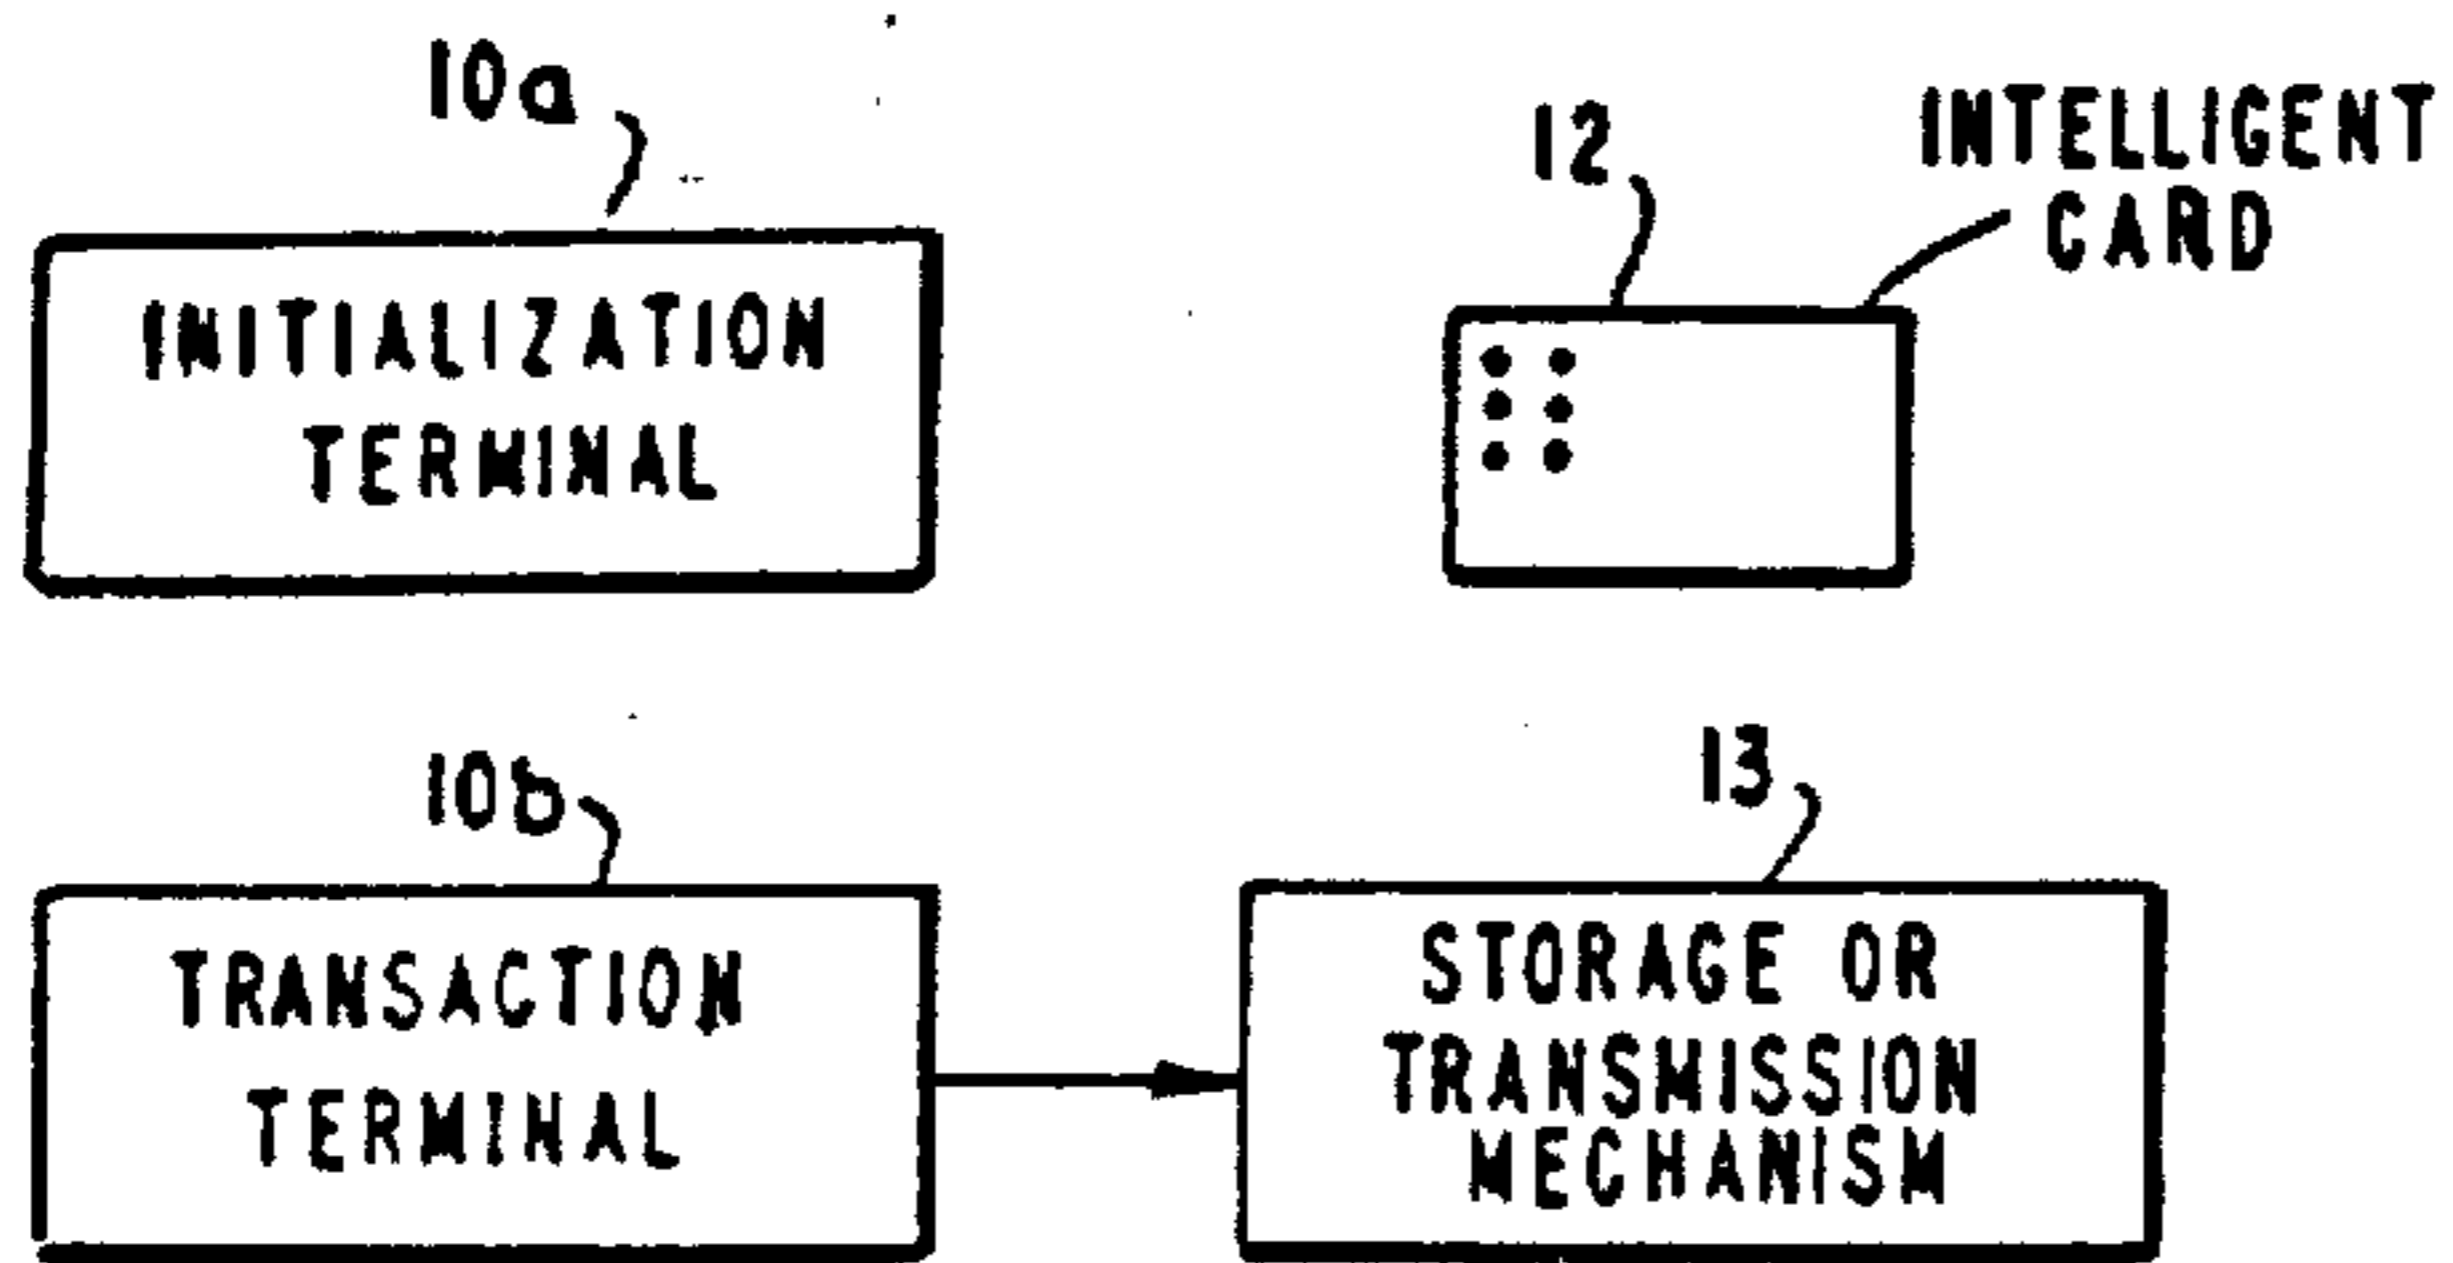 10a
INITIALIZATION
TERMINAL
12
INTELLIGENT
CARD
10b
TRANSACTION
TERMINAL
13
STORAGE OR
TRANSMISSION
MECHANISM